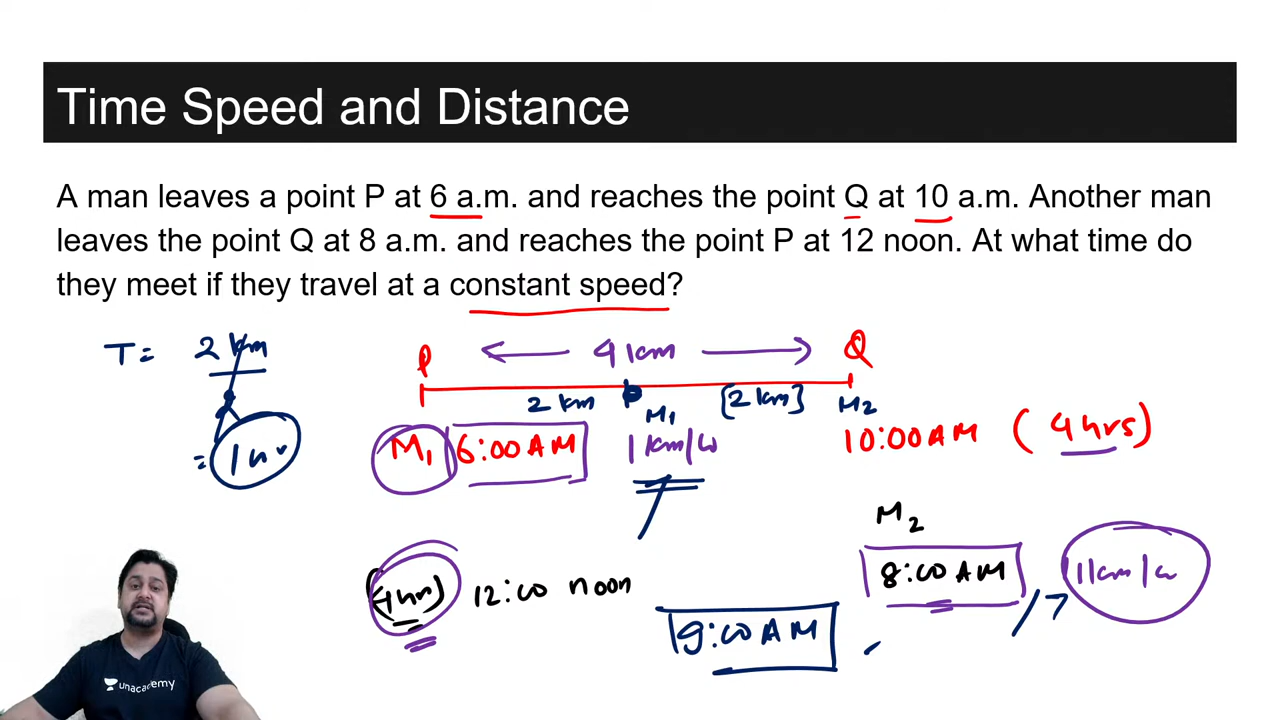 Time Speed and Distance
A man leaves a point P at 6 a.m. and reaches the point Q at 10 a.m. Another man
leaves the point Q at 8 a.m. and reaches the point P at 12 noon. At what time do
they meet if they travel at a constant speed?
T = 2 km
= 1 hr
P 4 km Q
2 km M1 [2 km] M2
M1 6:00 AM 1 km/hr 10:00 AM (4 hrs)
M2
(4 hr) 12:00 noon 8:00 AM 1 km/hr
9:00 AM
unacademy